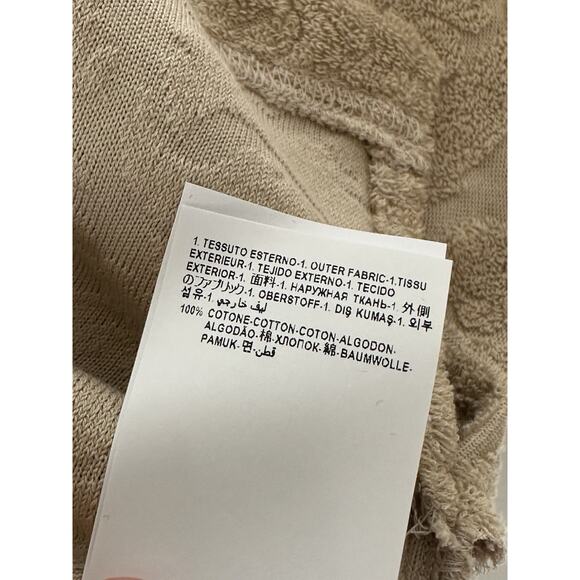 1. TESSUTO ESTERNO-1. OUTER FABRIC-1.TISSU
EXTERIEUR-1. TEJIDO EXTERNO-1. TECIDO
EXTERIOR-1. 面料-1. НАРУЖНАЯ ТКАНЬ-1. 外側
のファブリック-1. OBERSTOFF-1. DIŞ KUMAŞ-1. 외부
섬유-1. ليف خارجي
100% COTONE-COTTON-COTON-ALGODON-
ALGODÃO-棉-ХЛОПОК-綿-BAUMWOLLE-
PAMUK-면-قطن